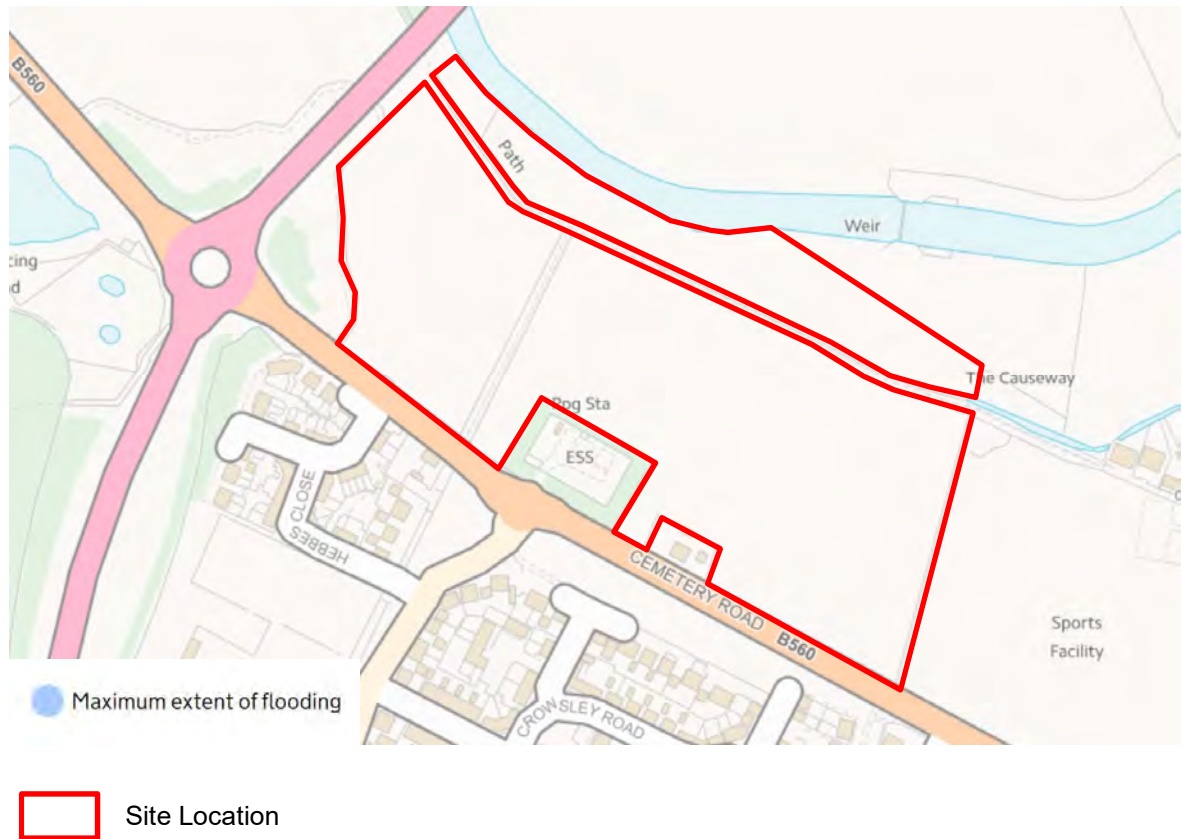 B560
Path
Weir
cing
d
The Causeway
Pog Sta
ESS
HEBBES CLOSE
CEMETERY ROAD
B560
Sports
Facility
CROWSLEY ROAD
Maximum extent of flooding
Site Location